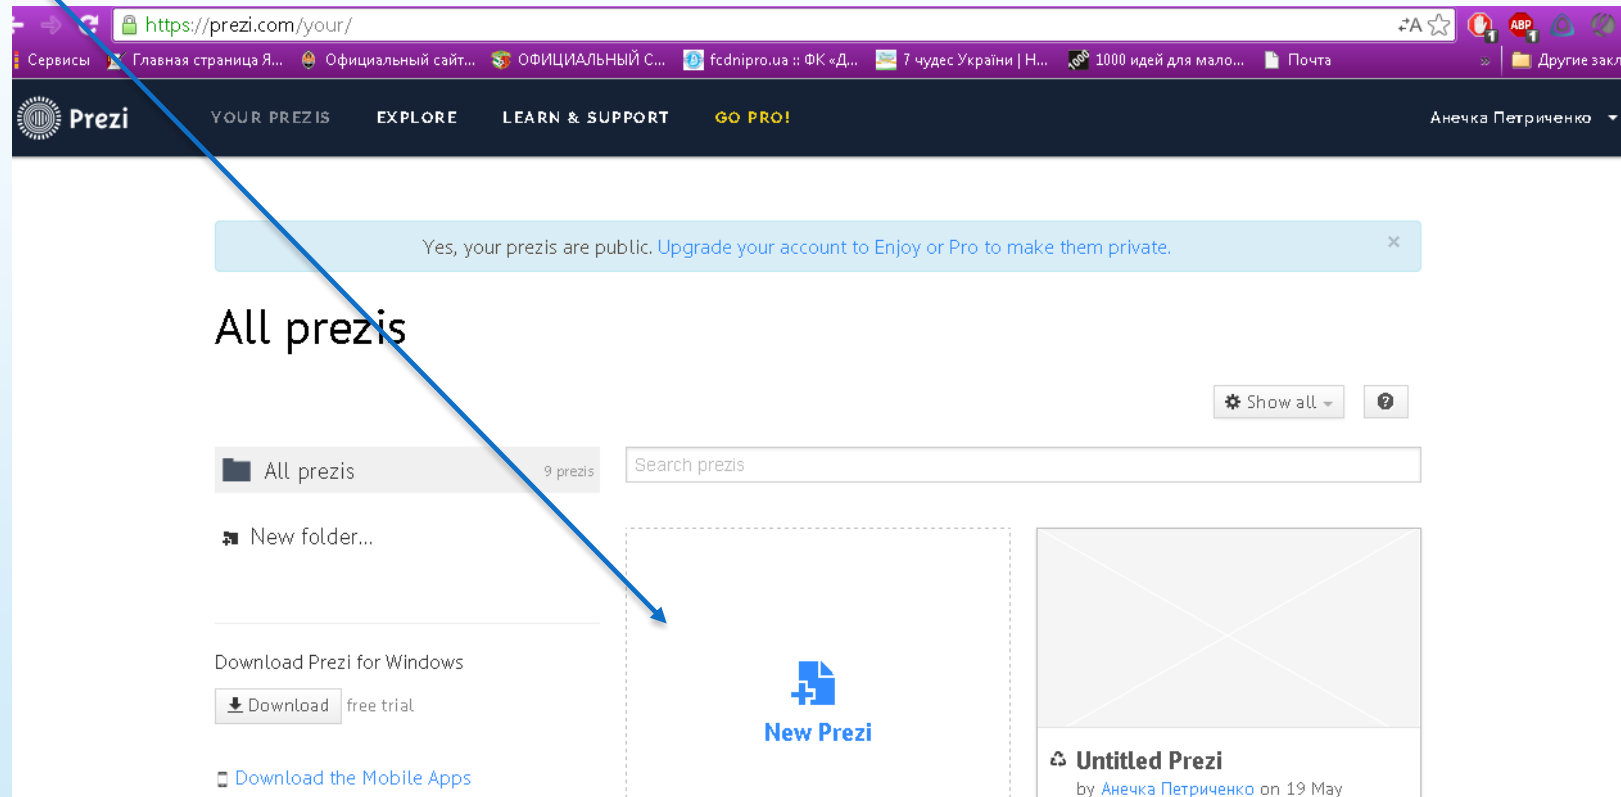 https://prezi.com/your/
Сервисы Главная страница Я... Официальный сайт... ОФИЦИАЛЬНЫЙ С... fcdnipro.ua :: ФК «Д... 7 чудес України | Н... 1000 идей для мало... Почта » Другие закл
Prezi YOUR PREZIS EXPLORE LEARN & SUPPORT GO PRO! Анечка Петриченко
Yes, your prezis are public. Upgrade your account to Enjoy or Pro to make them private. ×
All prezis
Show all ?
All prezis 9 prezis Search prezis
New folder...
Download Prezi for Windows
Download free trial
New Prezi
Download the Mobile Apps
Untitled Prezi
by Анечка Петриченко on 19 May